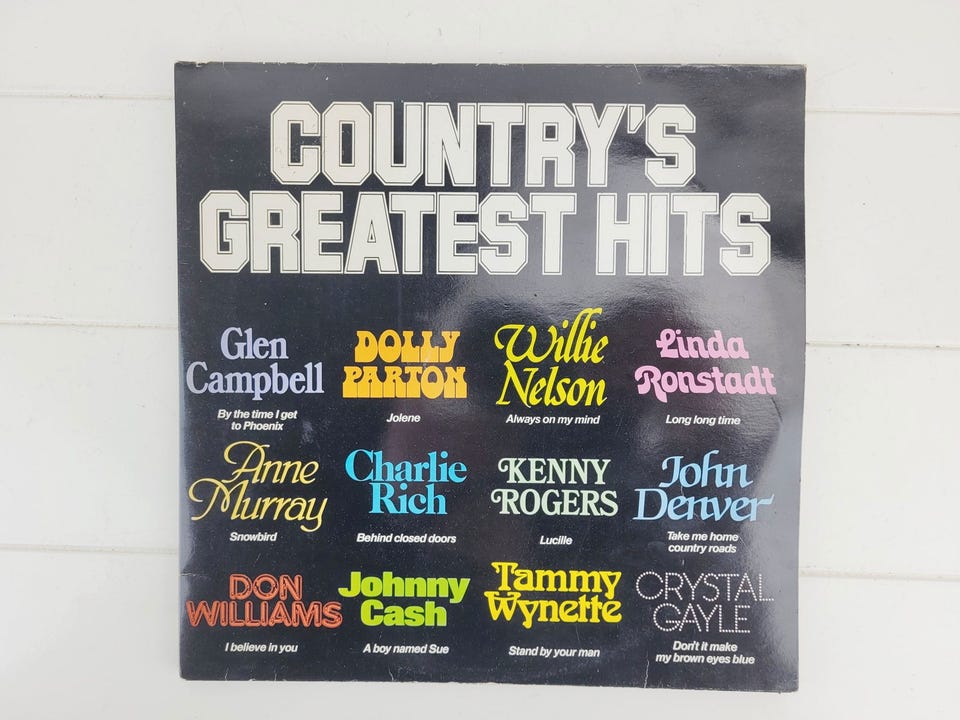 COUNTRY'S
GREATEST HITS
Glen
Campbell
By the time I get
to Phoenix
DOLLY
PARTON
Jolene
Willie
Nelson
Always on my mind
Linda
Ronstadt
Long long time
Anne
Murray
Snowbird
Charlie
Rich
Behind closed doors
KENNY
ROGERS
Lucille
John
Denver
Take me home
country roads
DON
WILLIAMS
I believe in you
Johnny
Cash
A boy named Sue
Tammy
Wynette
Stand by your man
CRYSTAL
GAYLE
Don't it make
my brown eyes blue